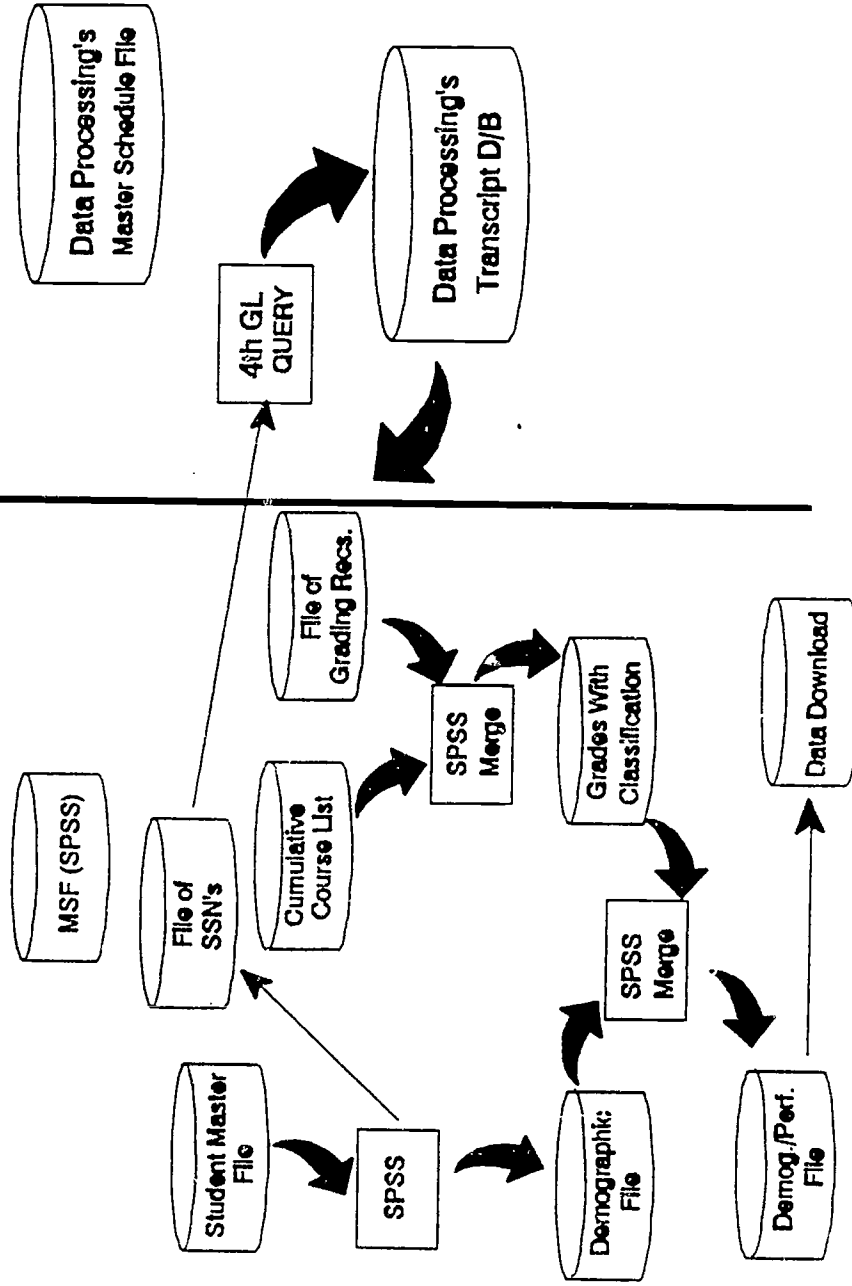 MSF (SPSS)
Data Processing's
Master Schedule File
Student Master
File
File of
SSN's
4th GL
QUERY
Cumulative
Course List
File of
Grading Recs.
SPSS
SPSS
Merge
Data Processing's
Transcript D/B
Demographic
File
Grades With
Classification
SPSS
Merge
Demog./Perf.
File
Data Download